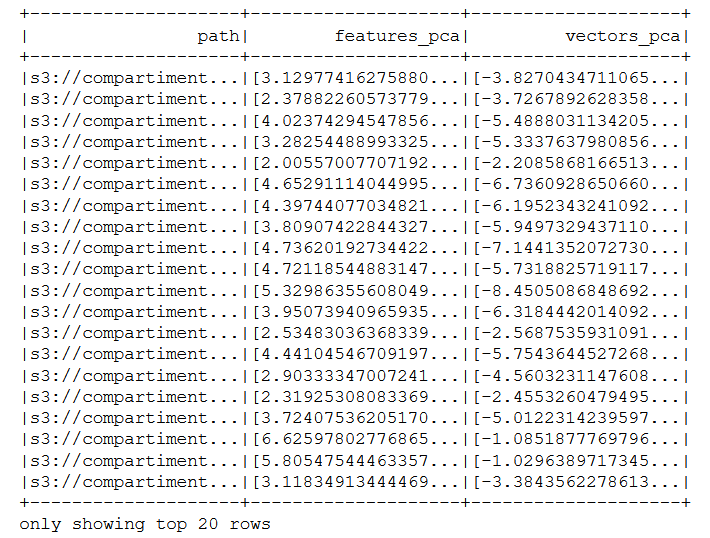 +--------------------+--------------------+--------------------+
|                path|        features_pca|         vectors_pca|
+--------------------+--------------------+--------------------+
|s3://compartiment...|[3.12977416275880...|[-3.8270434711065...|
|s3://compartiment...|[2.37882260573779...|[-3.7267892628358...|
|s3://compartiment...|[4.02374294547856...|[-5.4888031134205...|
|s3://compartiment...|[3.28254488993325...|[-5.3337637980856...|
|s3://compartiment...|[2.00557007707192...|[-2.2085868166513...|
|s3://compartiment...|[4.65291114044995...|[-6.7360928650660...|
|s3://compartiment...|[4.39744077034821...|[-6.1952343241092...|
|s3://compartiment...|[3.80907422844327...|[-5.9497329437110...|
|s3://compartiment...|[4.73620192734422...|[-7.1441352072730...|
|s3://compartiment...|[4.72118544883147...|[-5.7318825719117...|
|s3://compartiment...|[5.32986355608049...|[-8.4505086848692...|
|s3://compartiment...|[3.95073940965935...|[-6.3184442014092...|
|s3://compartiment...|[2.53483036368339...|[-2.5687535931091...|
|s3://compartiment...|[4.44104546709197...|[-5.7543644527268...|
|s3://compartiment...|[2.90333347007241...|[-4.5603231147608...|
|s3://compartiment...|[2.31925308083369...|[-2.4553260479495...|
|s3://compartiment...|[3.72407536205170...|[-5.0122314239597...|
|s3://compartiment...|[6.62597802776865...|[-1.0851877769796...|
|s3://compartiment...|[5.80547544463357...|[-1.0296389717345...|
|s3://compartiment...|[3.11834913444469...|[-3.3843562278613...|
+--------------------+--------------------+--------------------+
only showing top 20 rows